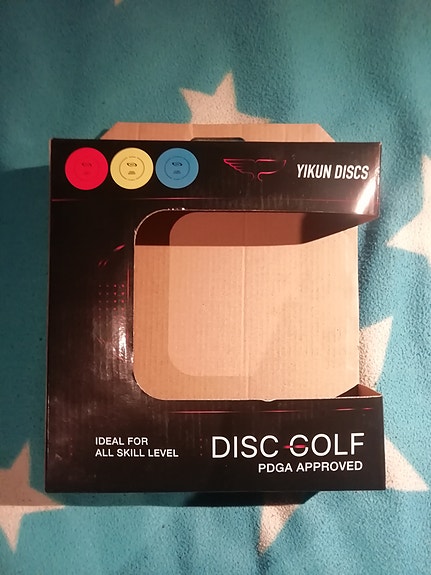 YIKUN DISCS
IDEAL FOR
ALL SKILL LEVEL
DISC GOLF
PDGA APPROVED